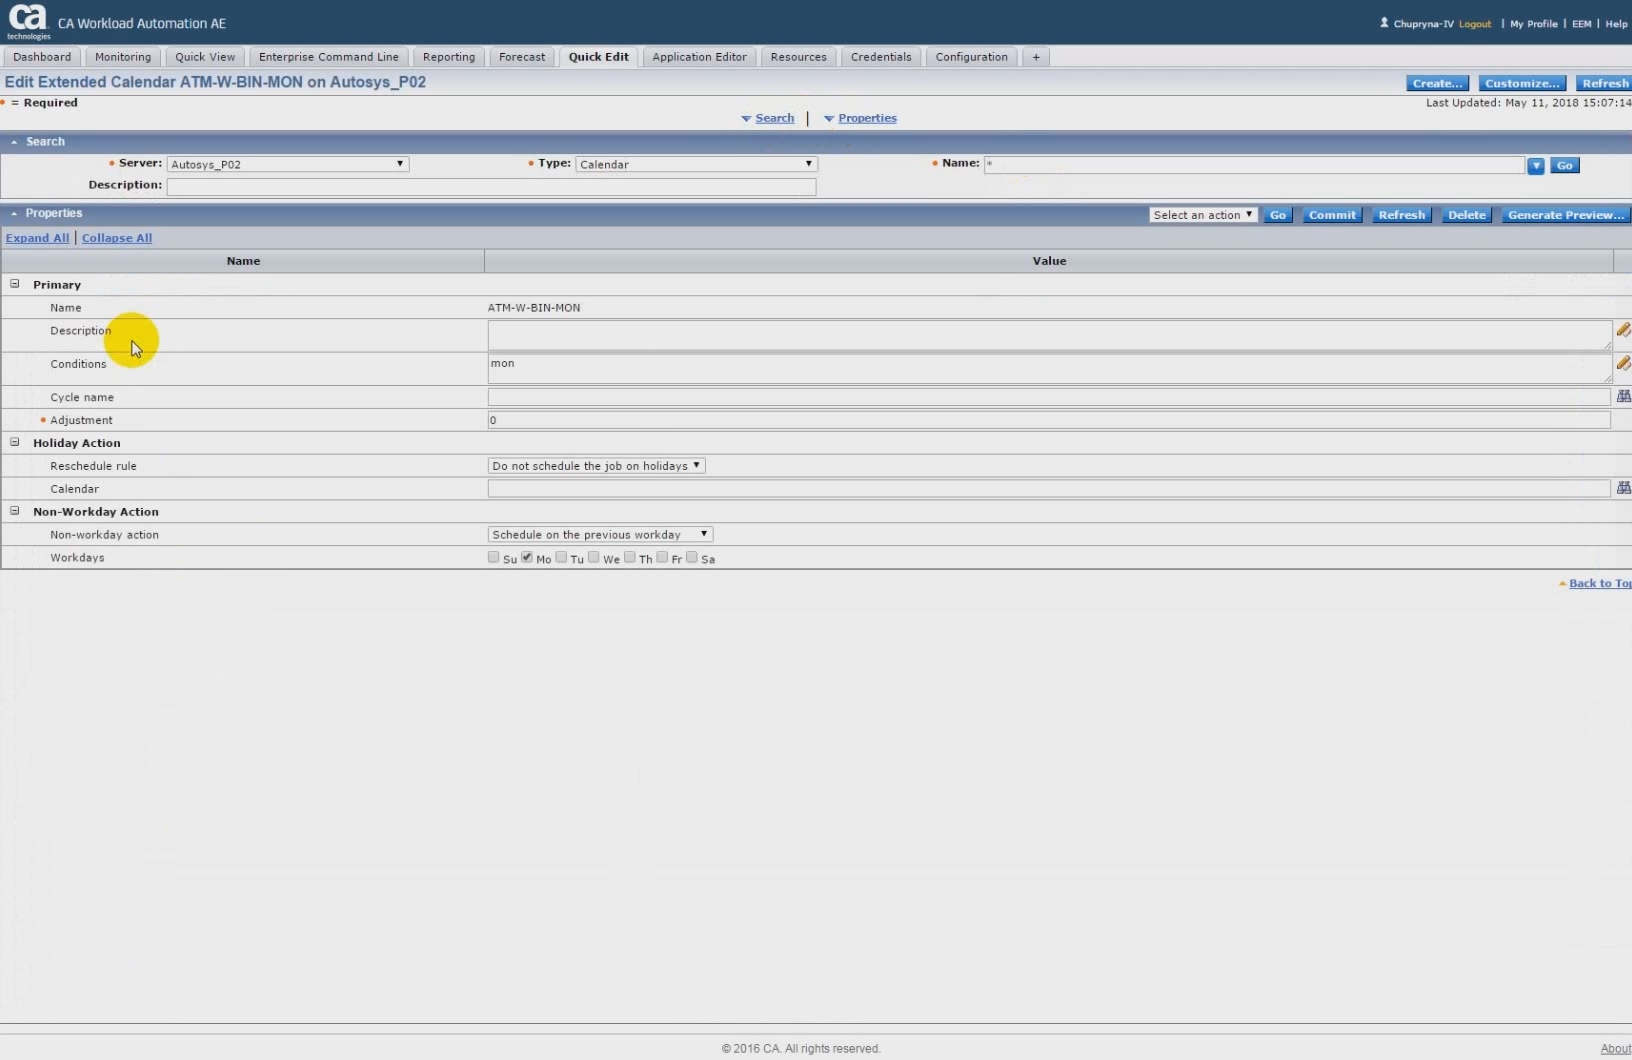 ca
technologies
CA Workload Automation AE
Chupryna-IV Logout | My Profile | EEM | Help
Dashboard Monitoring Quick View Enterprise Command Line Reporting Forecast Quick Edit Application Editor Resources Credentials Configuration +
Edit Extended Calendar ATM-W-BIN-MON on Autosys_P02
Create... Customize... Refresh
= Required
Last Updated: May 11, 2018 15:07:14
Search | Properties
Search
Server: Autosys_P02 Type: Calendar Name: * Go
Description:
Properties
Select an action Go Commit Refresh Delete Generate Preview...
Expand All | Collapse All
Name Value
Primary
Name ATM-W-BIN-MON
Description
Conditions mon
Cycle name
Adjustment 0
Holiday Action
Reschedule rule Do not schedule the job on holidays
Calendar
Non-Workday Action
Non-workday action Schedule on the previous workday
Workdays Su Mo Tu We Th Fr Sa
Back to Top
© 2016 CA. All rights reserved.
About